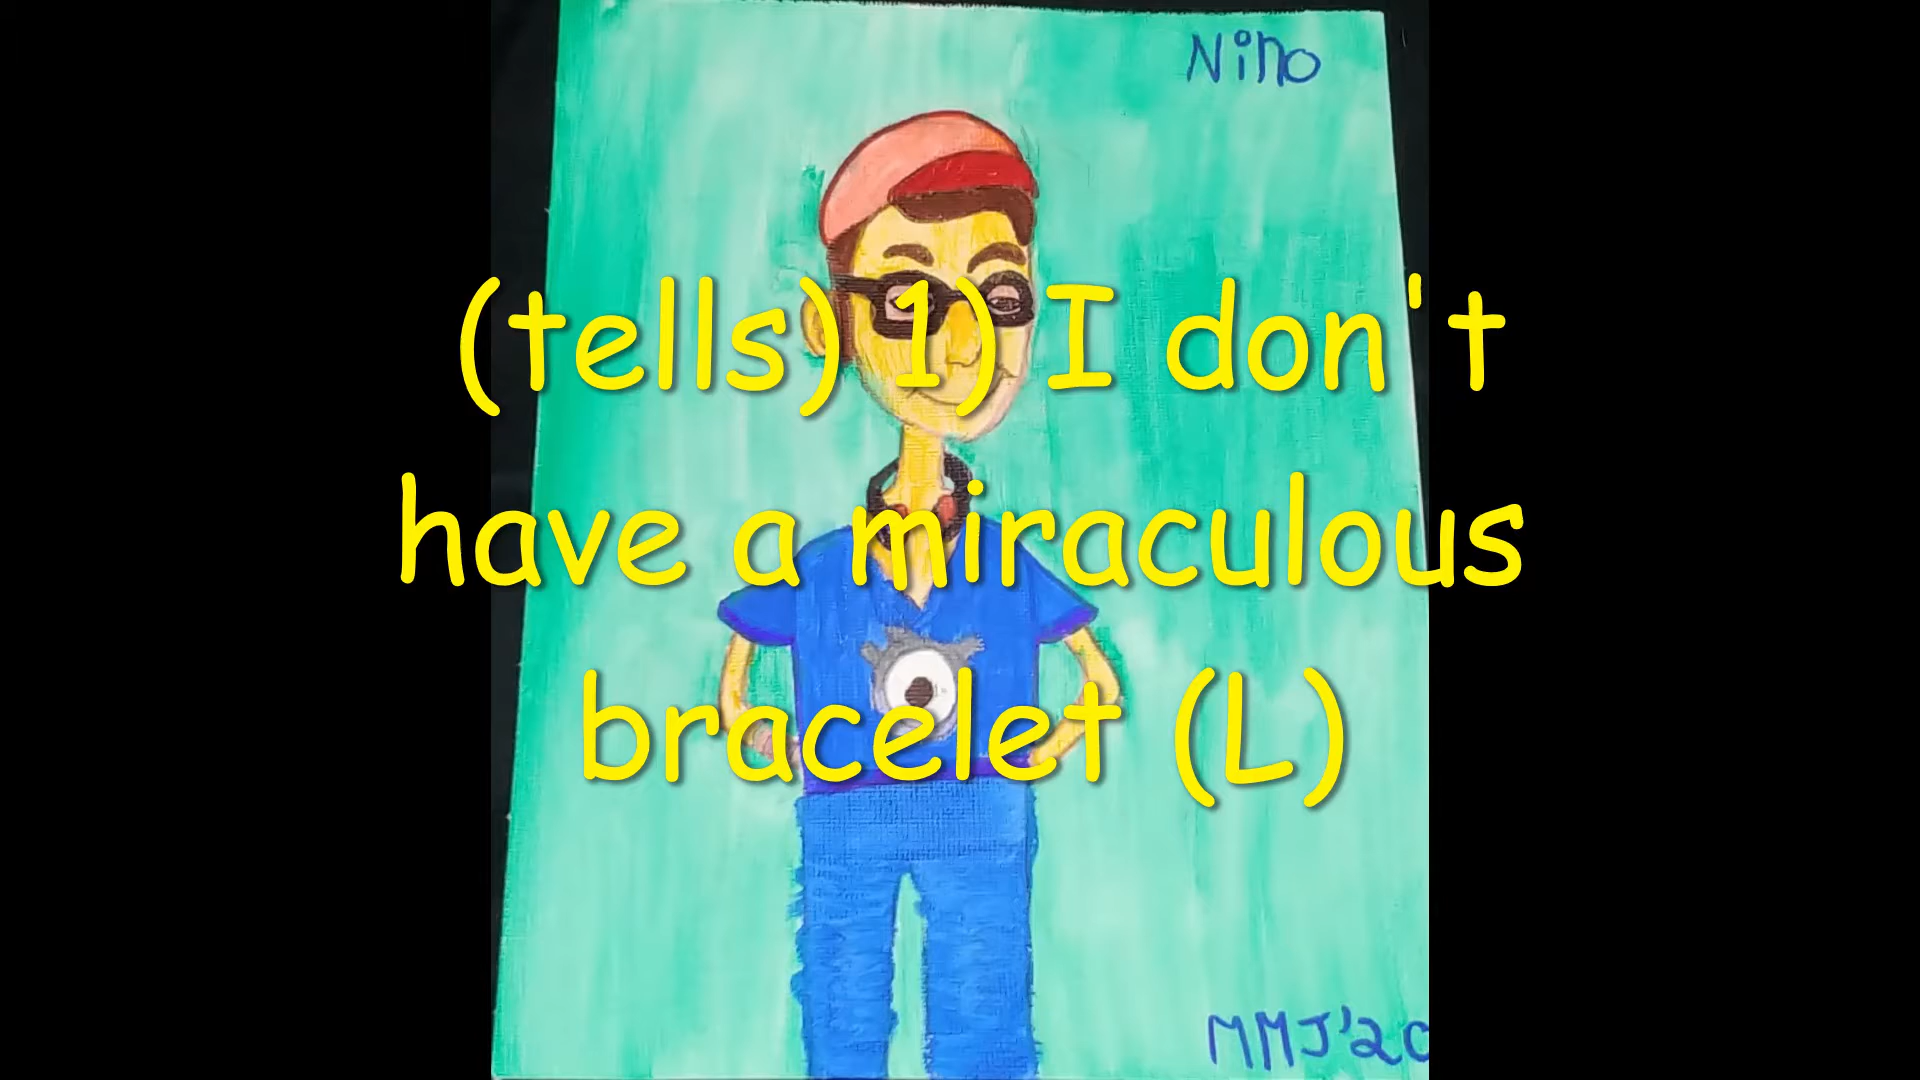 Nino
(tells) 1) I don't
have a miraculous
bracelet (L)
MMJ'20